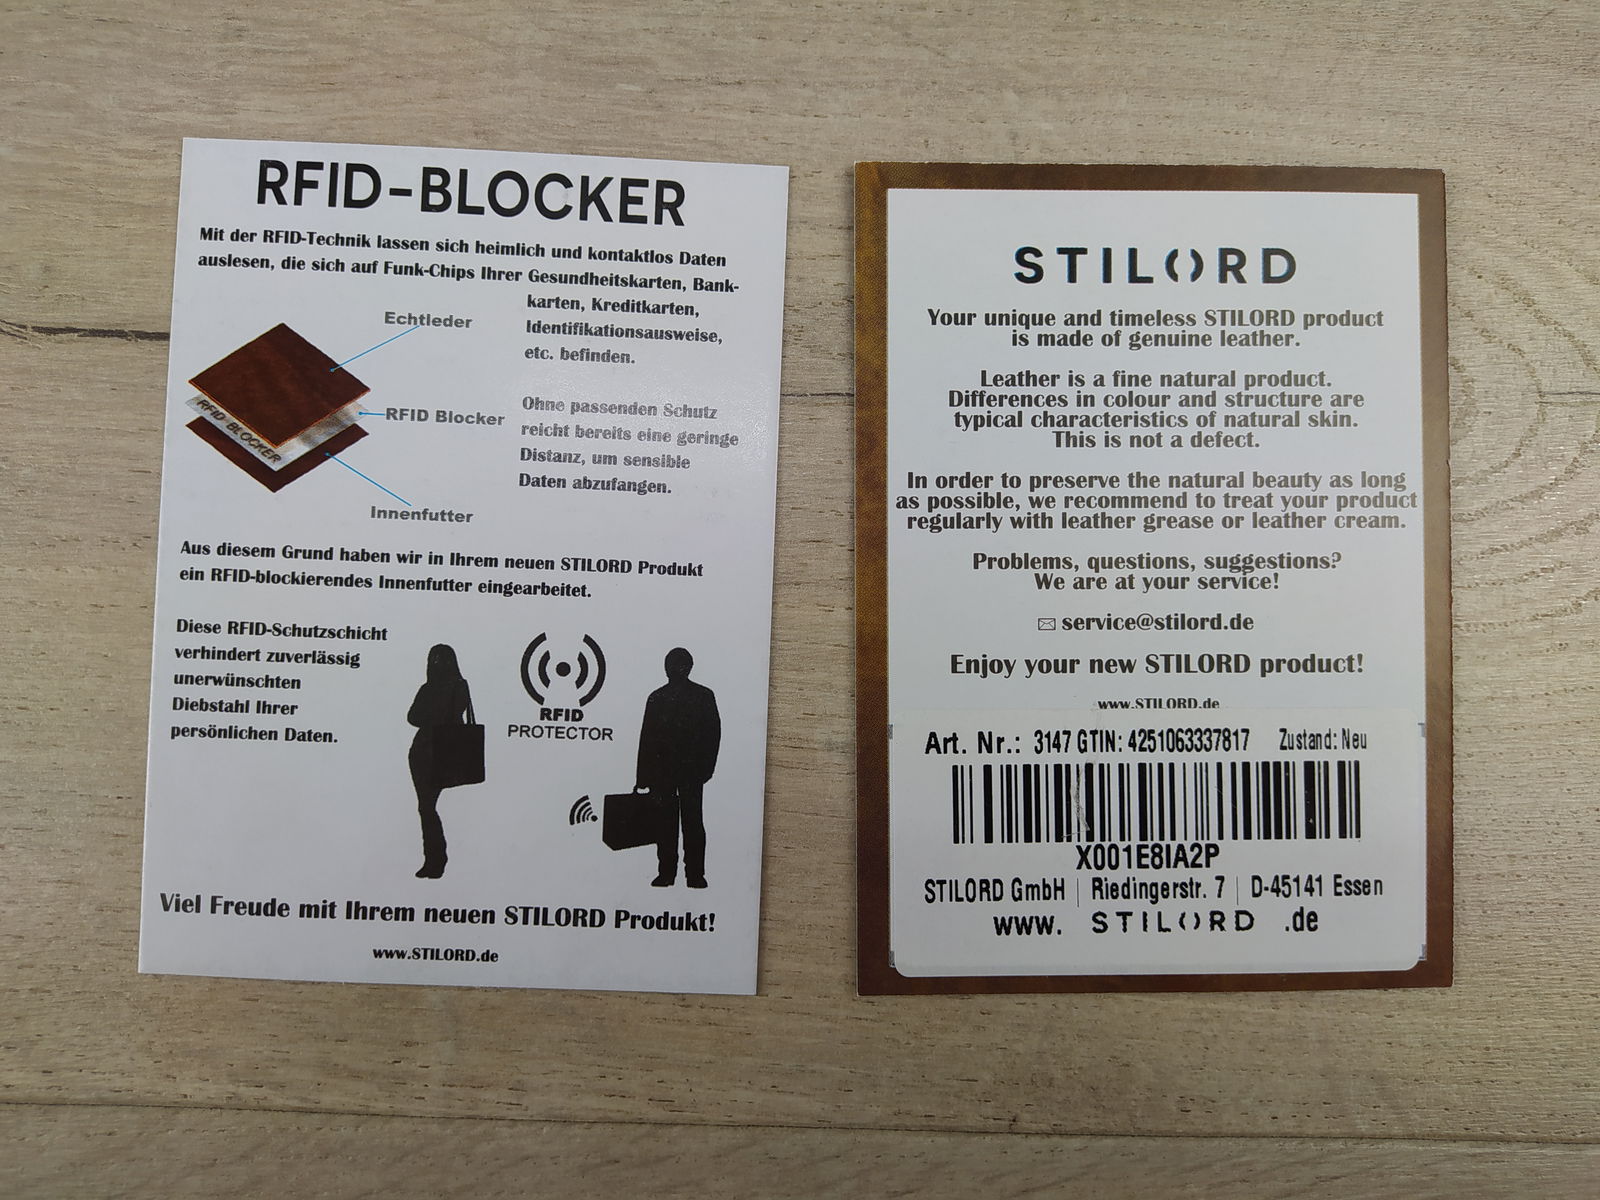 RFID-BLOCKER
Mit der RFID-Technik lassen sich heimlich und kontaktlos Daten
auslesen, die sich auf Funk-Chips Ihrer Gesundheitskarten, Bank-
karten, Kreditkarten,
Identifikationsausweise,
etc. befinden.
Echtleder
RFID Blocker
RFID BLOCKER
Innenfutter
Ohne passenden Schutz
reicht bereits eine geringe
Distanz, um sensible
Daten abzufangen.
Aus diesem Grund haben wir in Ihrem neuen STILORD Produkt
ein RFID-blockierendes Innenfutter eingearbeitet.
Diese RFID-Schutzschicht
verhindert zuverlässig
unerwünschten
Diebstahl Ihrer
persönlichen Daten.
RFID
PROTECTOR
Viel Freude mit Ihrem neuen STILORD Produkt!
www.STILORD.de
STILORD
Your unique and timeless STILORD product
is made of genuine leather.
Leather is a fine natural product.
Differences in colour and structure are
typical characteristics of natural skin.
This is not a defect.
In order to preserve the natural beauty as long
as possible, we recommend to treat your product
regularly with leather grease or leather cream.
Problems, questions, suggestions?
We are at your service!
service@stilord.de
Enjoy your new STILORD product!
www.STILORD.de
Art. Nr.: 3147 GTIN: 4251063337817 Zustand: Neu
X001E8IA2P
STILORD GmbH | Riedingerstr. 7 | D-45141 Essen
www. STILORD .de